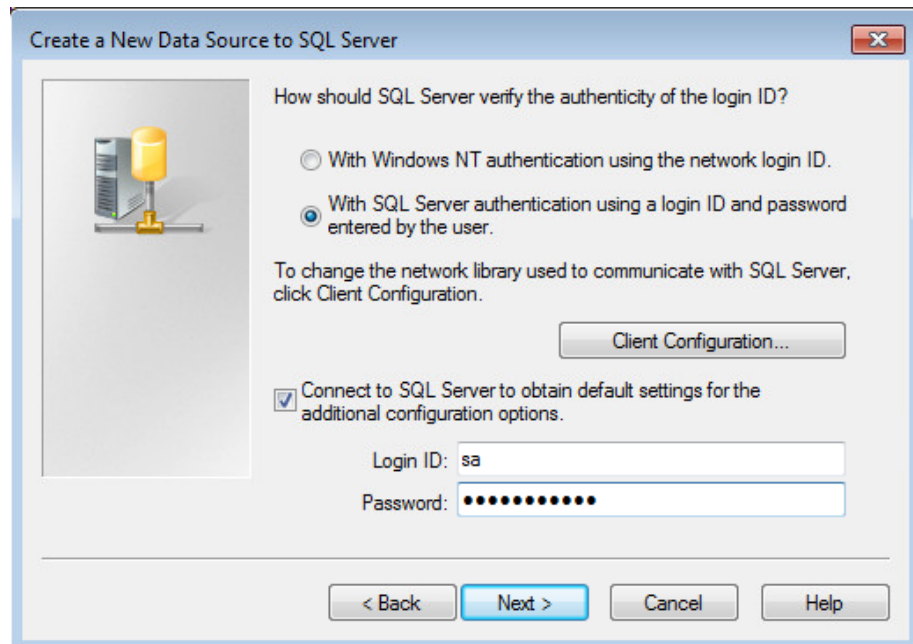 Create a New Data Source to SQL Server
How should SQL Server verify the authenticity of the login ID?
With Windows NT authentication using the network login ID.
With SQL Server authentication using a login ID and password
entered by the user.
To change the network library used to communicate with SQL Server,
click Client Configuration.
Client Configuration...
Connect to SQL Server to obtain default settings for the
additional configuration options.
Login ID: sa
Password: •••••••••••
< Back Next > Cancel Help